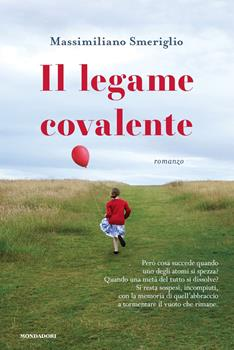 Massimiliano Smeriglio
Il legame
covalente
romanzo
Però cosa succede quando
uno degli atomi si spezza?
Quando una metà del tutto si dissolve?
Si resta sospesi, incompiuti,
con la memoria di quell'abbraccio
a tormentare il vuoto che rimane.
MONDADORI